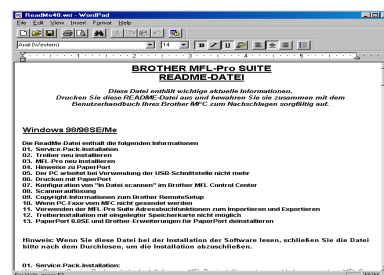 ReadMe48.wri - WordPad
File Edit View Insert Format Help
Arial (Western) 14
BROTHER MFL-Pro SUITE
README-DATEI
Diese Datei enthält wichtige aktuelle Informationen.
Drucken Sie diese README-Datei aus und bewahren Sie sie zusammen mit dem
Benutzerhandbuch Ihres Brother MFC zum Nachschlagen sorgfältig auf.
Windows 98/98SE/Me
Die ReadMe-Datei enthält die folgenden Informationen
01. Service-Pack-Installation
02. Treiber neu installieren
03. MFL-Pro neu installieren
04. Hinweise zu PaperPort
05. Der PC arbeitet bei Verwendung der USB-Schnittstelle nicht mehr
06. Drucken mit PaperPort
07. Konfiguration von "In Datei scannen" im Brother MFL Control Center
08. Scannerauflösung
09. Copyright-Informationen zum Brother RemoteSetup
10. Wenn PC-Faxe vom MFC nicht gesendet werden
11. Verwenden der MFL-Pro Suite Adressbuchfunktionen zum Importieren und Exportieren
12. Treiberinstallation mit eingelegter Speicherkarte nicht möglich
13. PaperPort 8.0SE und Brother-Erweiterungen für PaperPort deinstallieren
Hinweis: Wenn Sie diese Datei bei der Installation der Software lesen, schließen Sie die Datei
bitte nach dem Durchlesen, um die Installation abzuschließen.
01. Service-Pack-Installation: